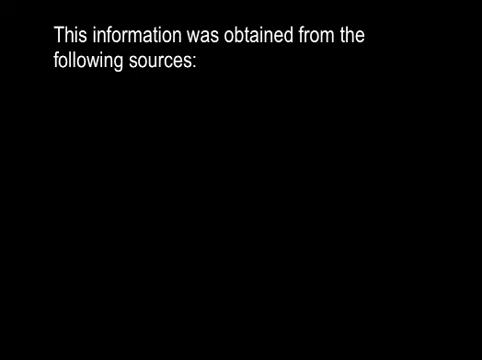 This information was obtained from the
following sources: